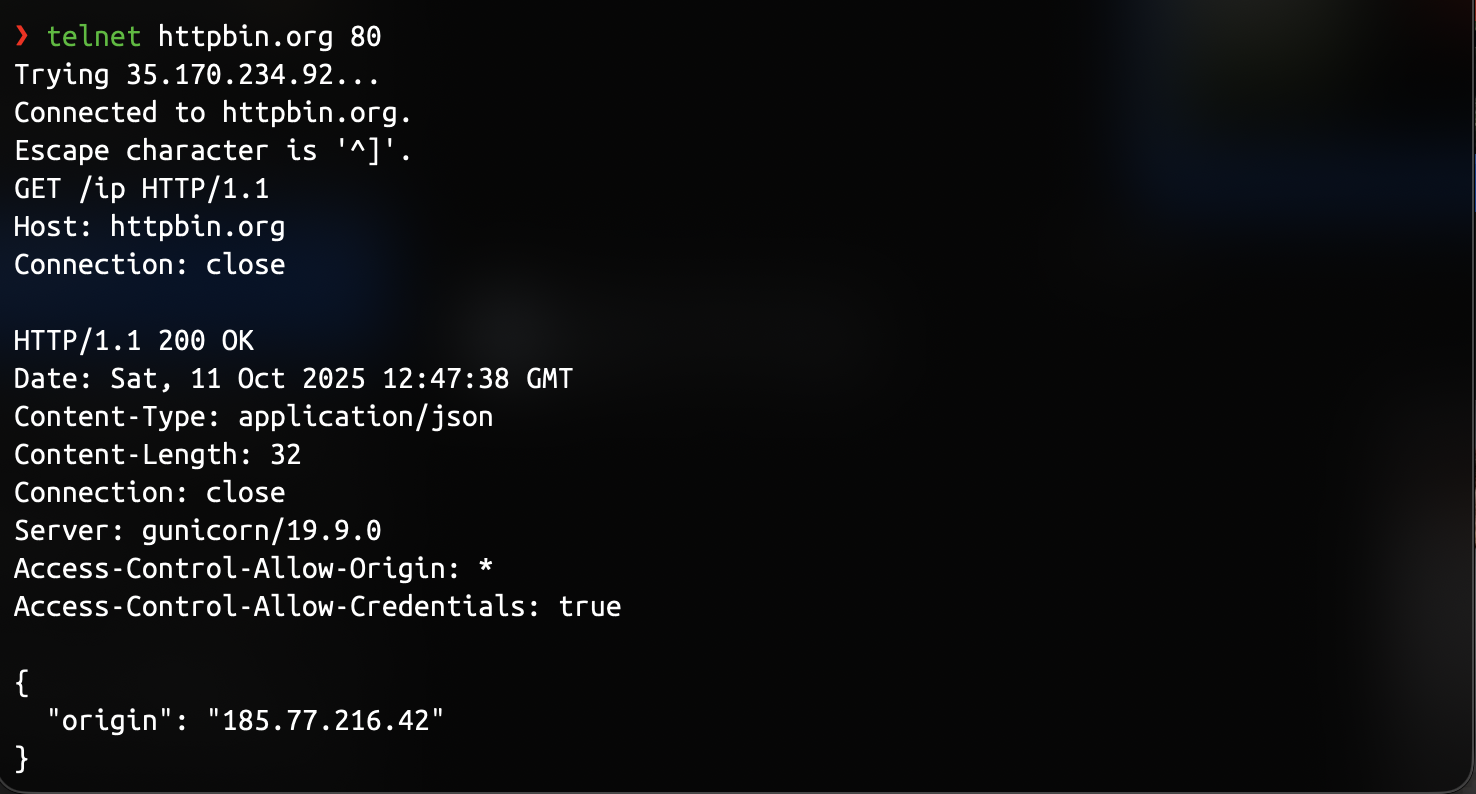 ❯ telnet httpbin.org 80
Trying 35.170.234.92...
Connected to httpbin.org.
Escape character is '^]'.
GET /ip HTTP/1.1
Host: httpbin.org
Connection: close

HTTP/1.1 200 OK
Date: Sat, 11 Oct 2025 12:47:38 GMT
Content-Type: application/json
Content-Length: 32
Connection: close
Server: gunicorn/19.9.0
Access-Control-Allow-Origin: *
Access-Control-Allow-Credentials: true

{
  "origin": "185.77.216.42"
}